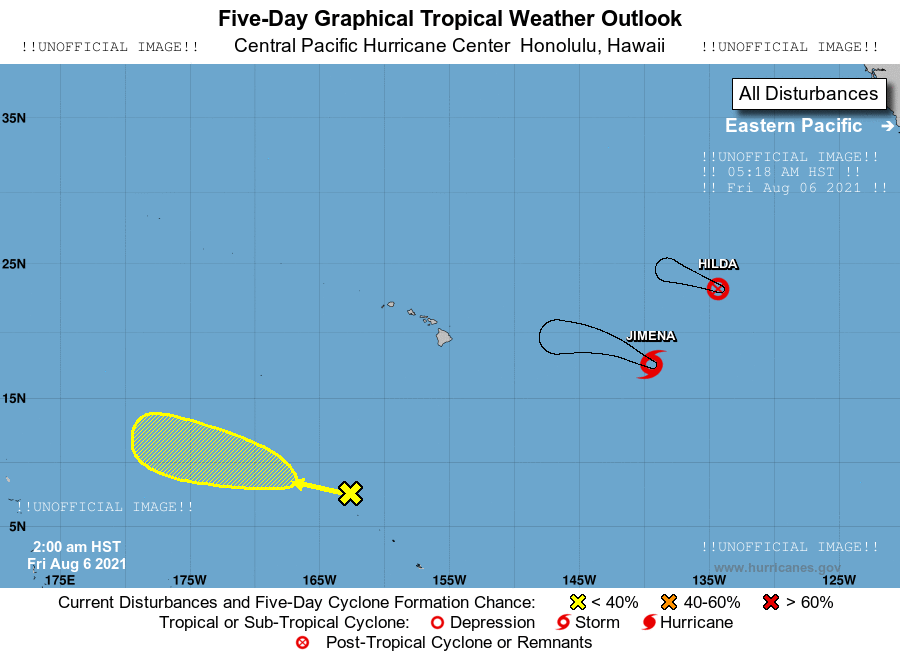 Five-Day Graphical Tropical Weather Outlook
!!UNOFFICIAL IMAGE!! Central Pacific Hurricane Center Honolulu, Hawaii !!UNOFFICIAL IMAGE!!
All Disturbances
35N
Eastern Pacific
!!UNOFFICIAL IMAGE!!
!! 05:18 AM HST !!
!! Fri Aug 06 2021 !!
25N
HILDA
JIMENA
15N
!!UNOFFICIAL IMAGE!!
5N
2:00 am HST
!!UNOFFICIAL IMAGE!!
Fri Aug 6 2021
www.hurricanes.gov
175E 175W 165W 155W 145W 135W 125W
Current Disturbances and Five-Day Cyclone Formation Chance: < 40% 40-60% > 60%
Tropical or Sub-Tropical Cyclone: Depression Storm Hurricane
Post-Tropical Cyclone or Remnants